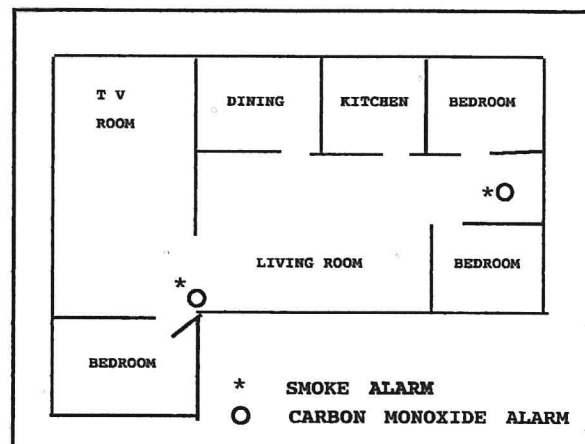 T V
ROOM
DINING
KITCHEN
BEDROOM
*
LIVING ROOM
BEDROOM
*
BEDROOM
* SMOKE ALARM
O CARBON MONOXIDE ALARM